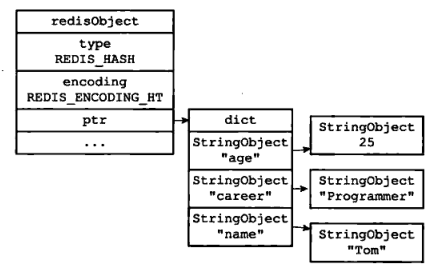 redisObject
type
REDIS_HASH
encoding
REDIS_ENCODING_HT
ptr
...
dict
StringObject
"age"
StringObject
"career"
StringObject
"name"
StringObject
25
StringObject
"Programmer"
StringObject
"Tom"